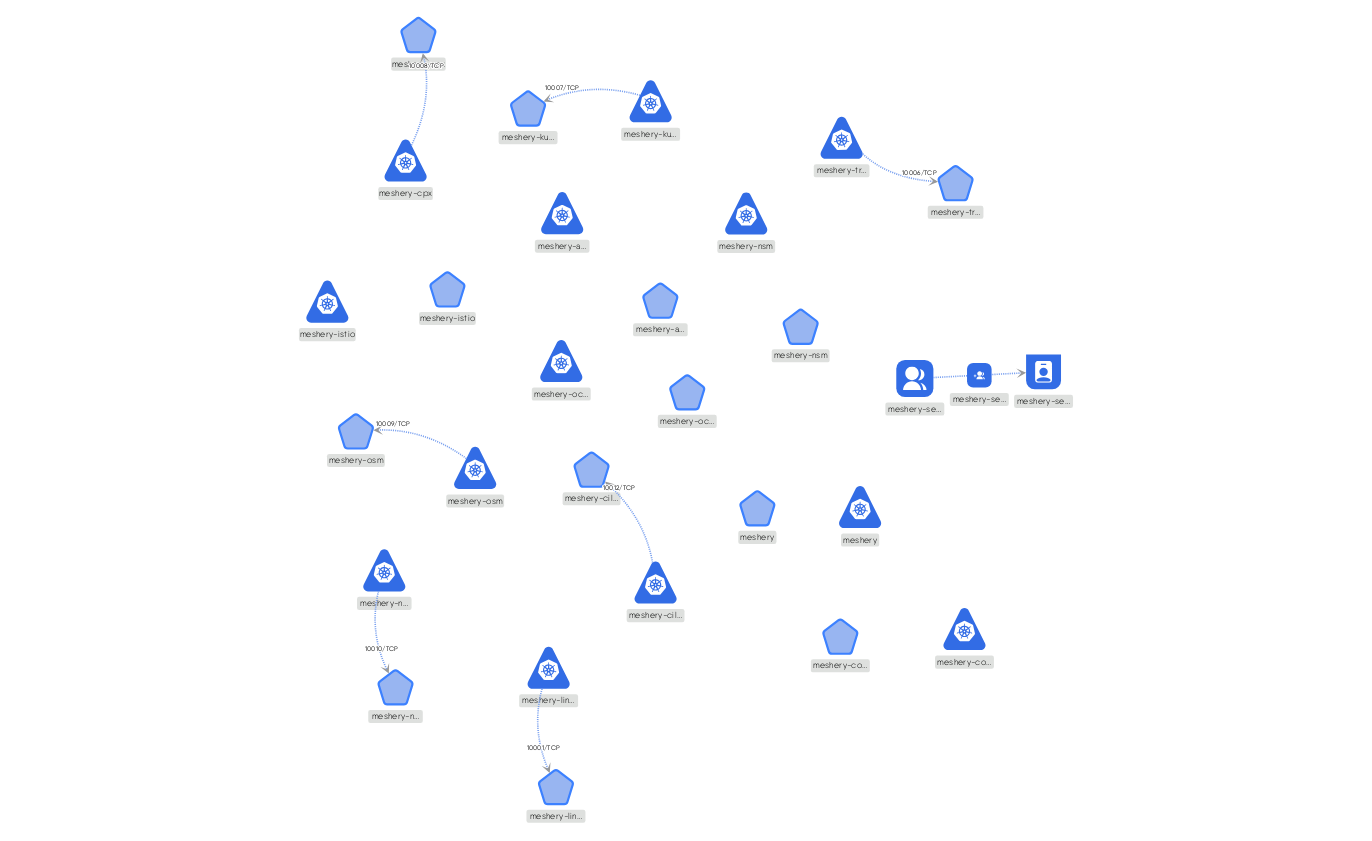 10008/TCP
meshery-cpx
10007/TCP
meshery-ku...
meshery-ku...
meshery-tr...
10006/TCP
meshery-tr...
meshery-a...
meshery-nsm
meshery-istio
meshery-istio
meshery-a...
meshery-nsm
meshery-oc...
meshery-oc...
meshery-se...
meshery-se...
meshery-se...
10009/TCP
meshery-osm
meshery-osm
10012/TCP
meshery-cil...
meshery-cil...
meshery
meshery
meshery-n...
10010/TCP
meshery-n...
meshery-lin...
10001/TCP
meshery-lin...
meshery-co...
meshery-co...